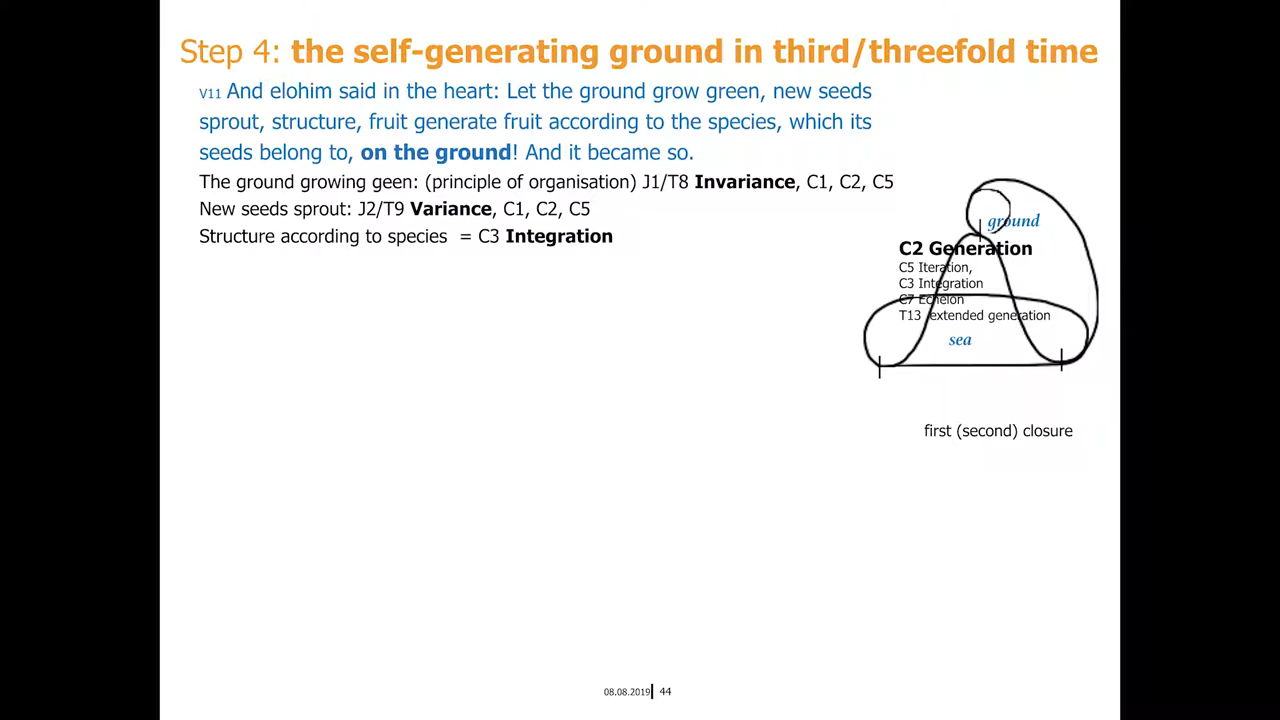 Step 4: the self-generating ground in third/threefold time
V11 And elohim said in the heart: Let the ground grow green, new seeds
sprout, structure, fruit generate fruit according to the species, which its
seeds belong to, on the ground! And it became so.
The ground growing geen: (principle of organisation) J1/T8 Invariance, C1, C2, C5
New seeds sprout: J2/T9 Variance, C1, C2, C5
Structure according to species = C3 Integration
ground
C2 Generation
C5 Iteration,
C3 Integration
C7 Echelon
T13 extended generation
sea
first (second) closure
08.08.2019 44